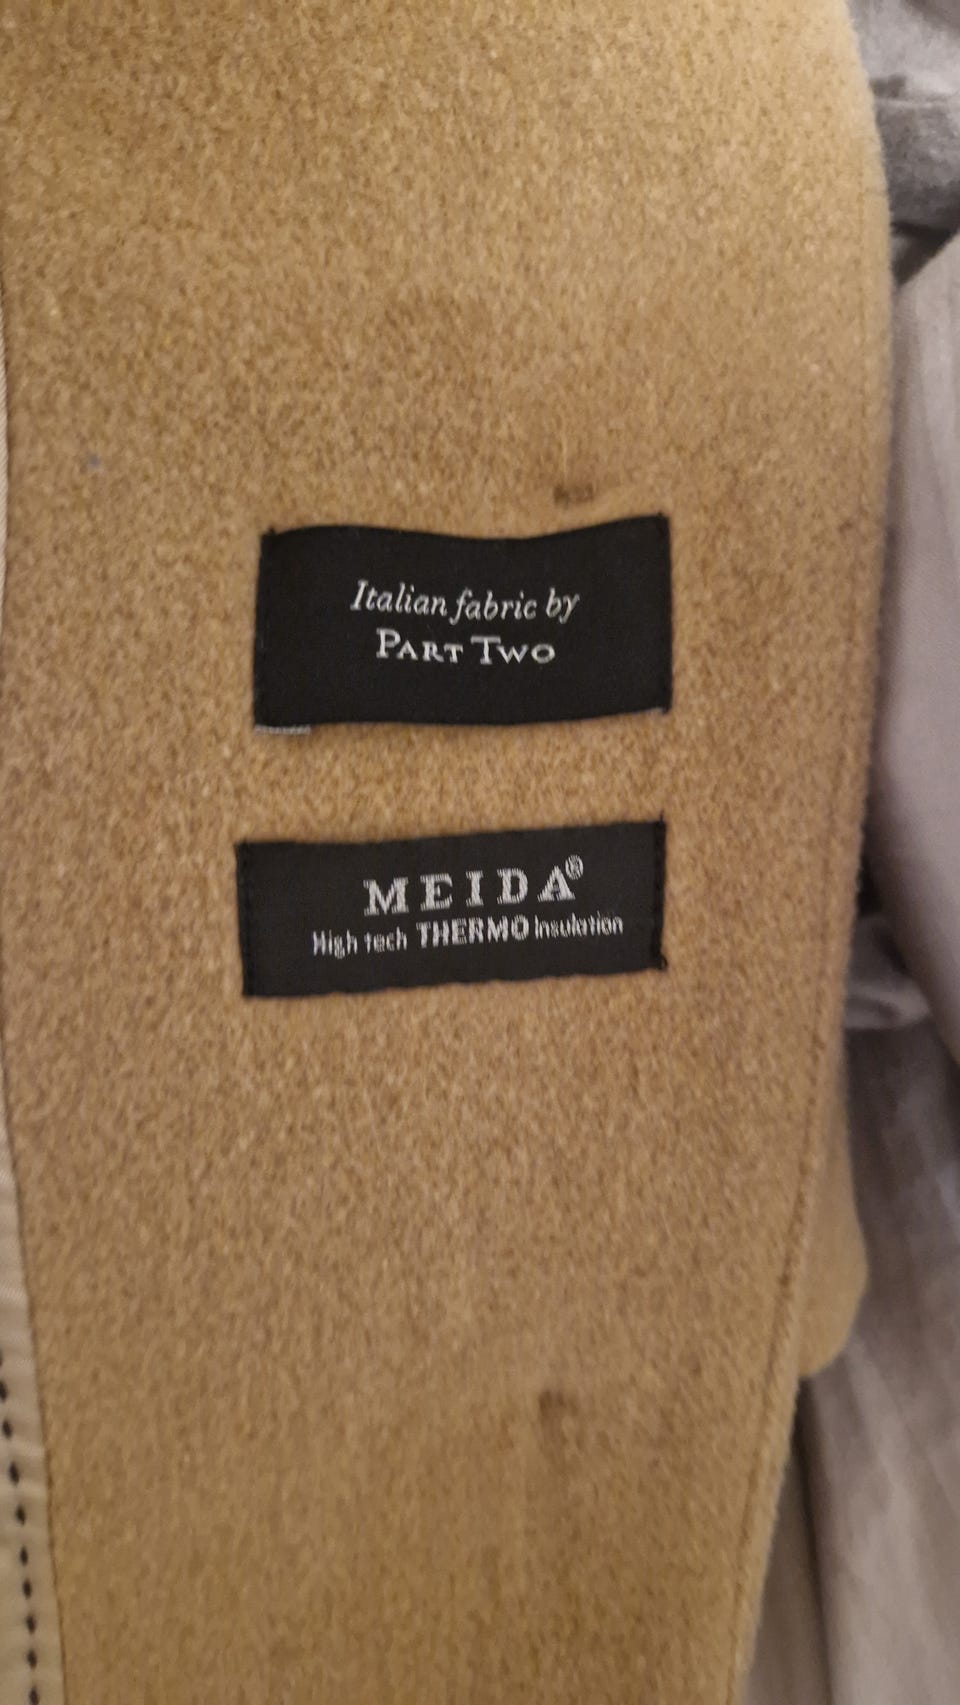 Italian fabric by
PART TWO
MEIDA®
High tech THERMO Insulation